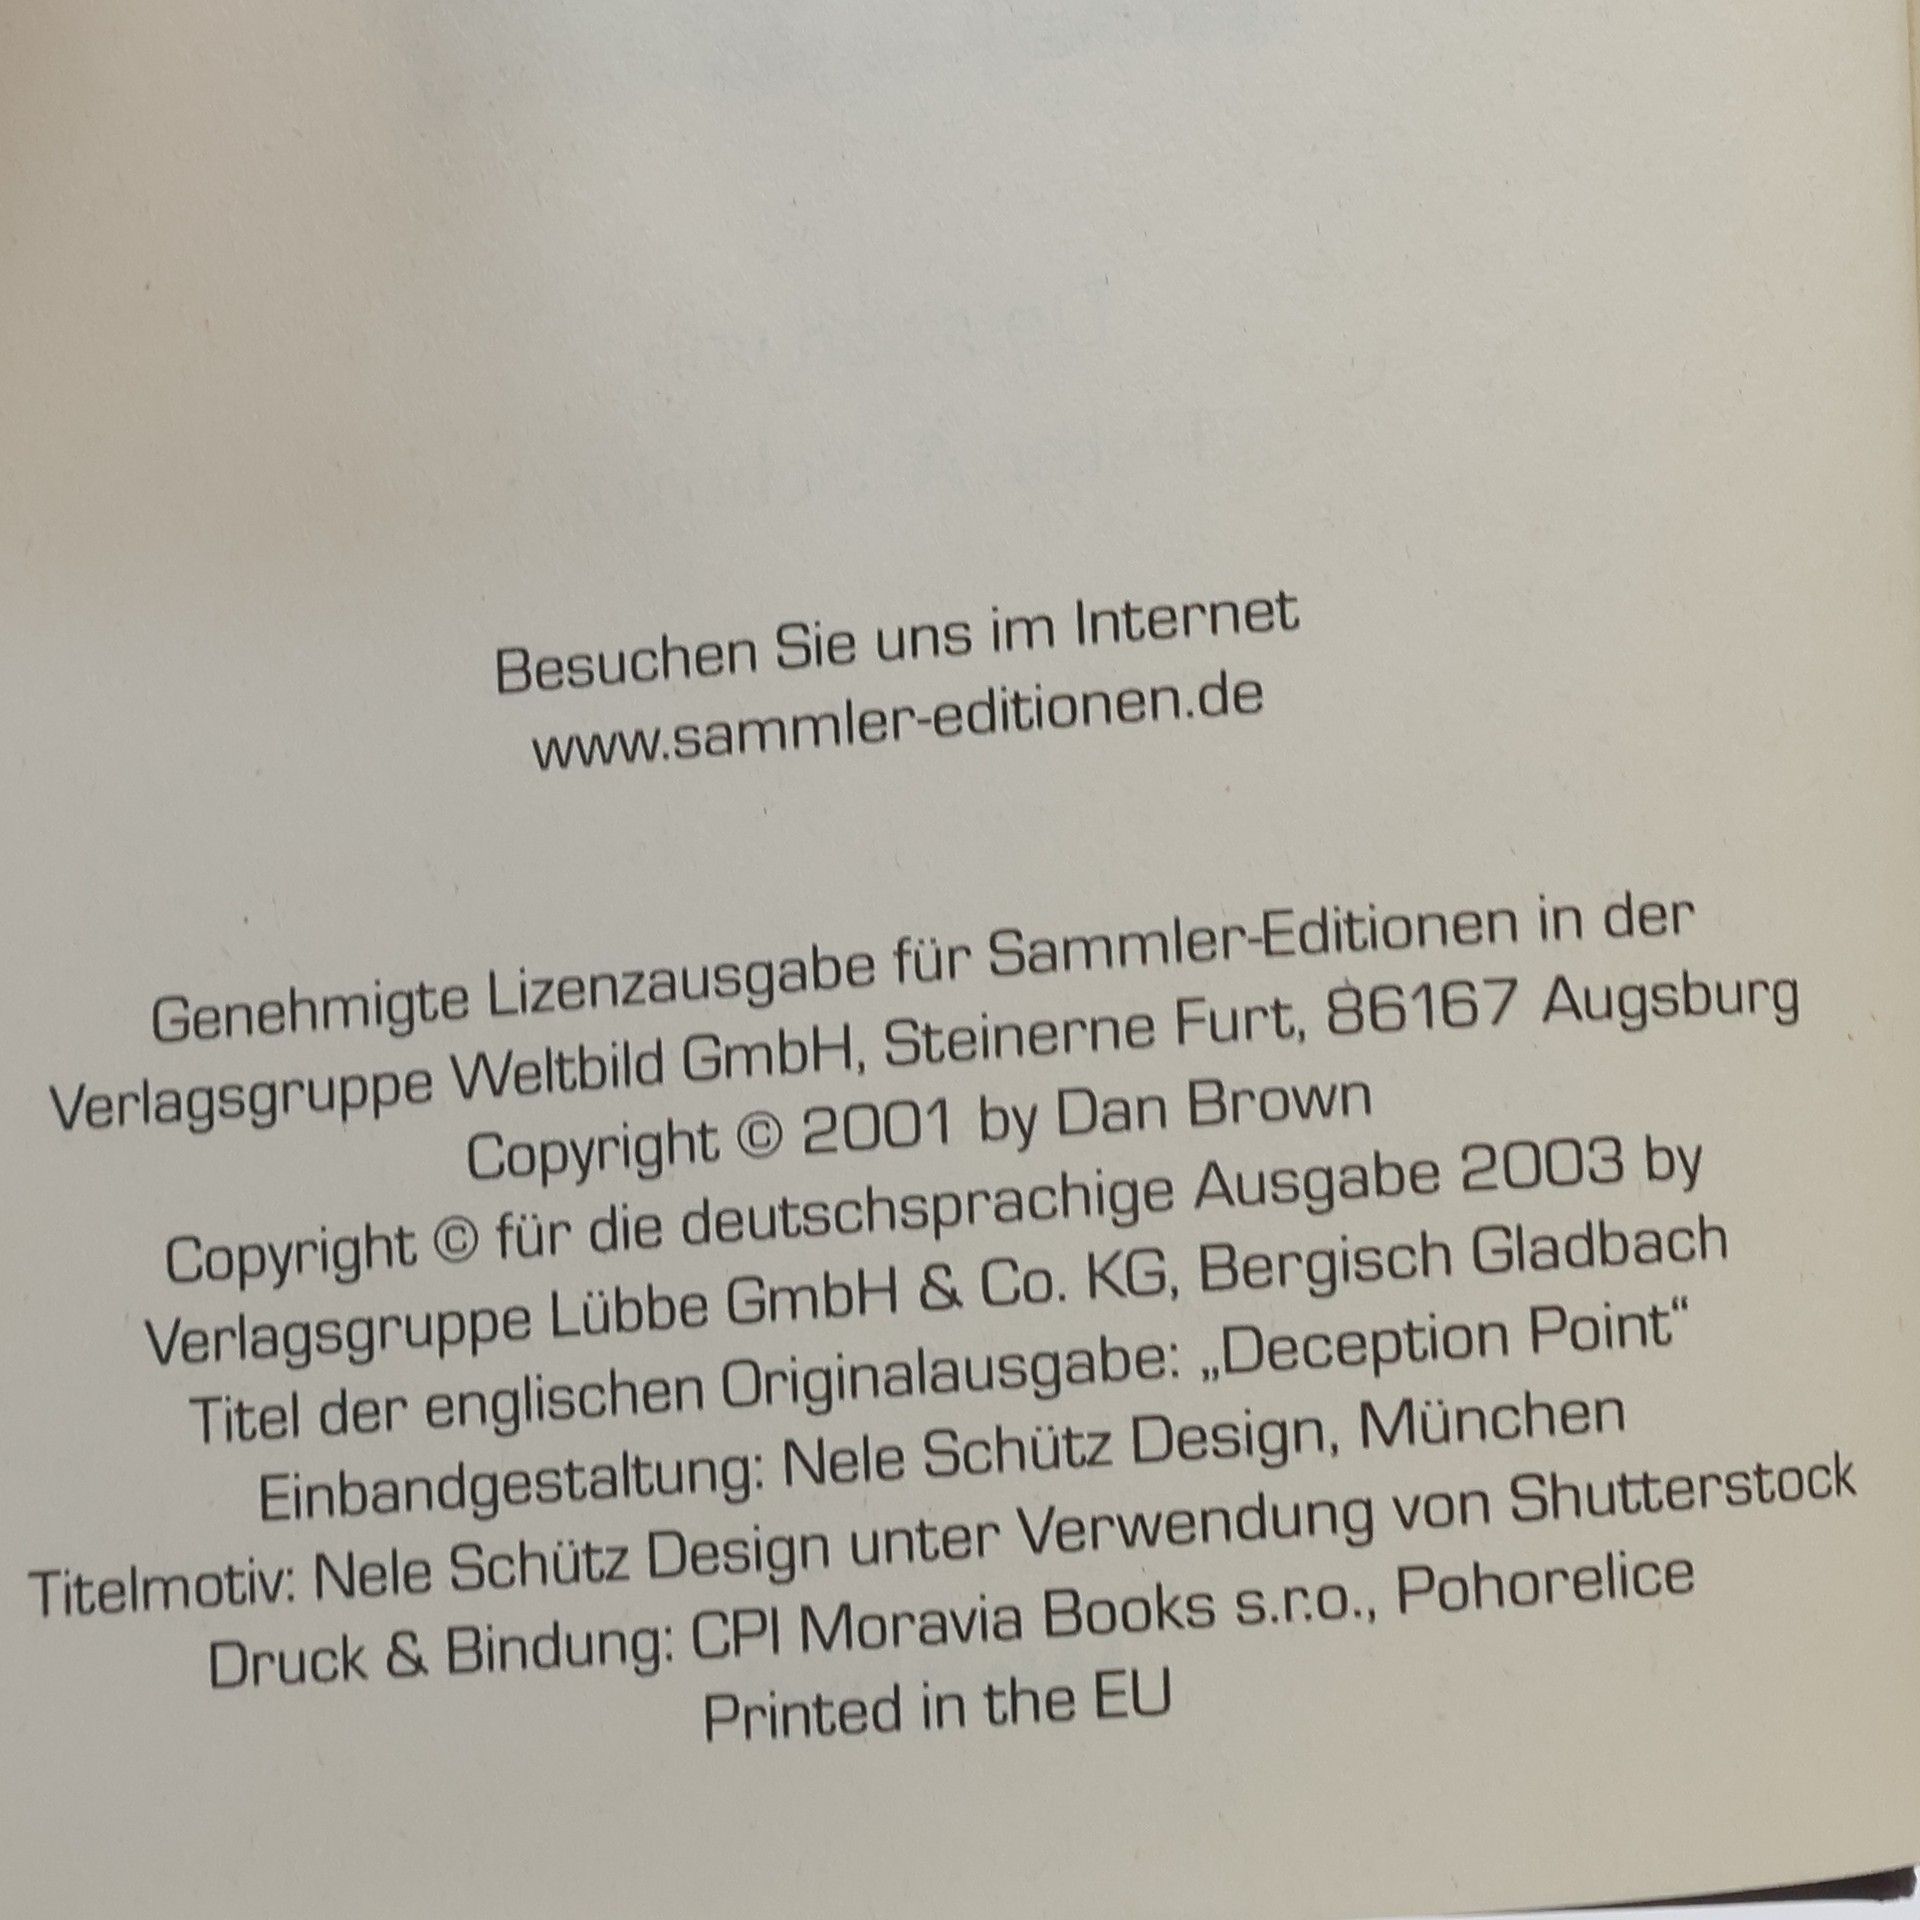 Besuchen Sie uns im Internet
www.sammler-editionen.de
Genehmigte Lizenzausgabe für Sammler-Editionen in der
Verlagsgruppe Weltbild GmbH, Steinerne Furt, 86167 Augsburg
Copyright © 2001 by Dan Brown
Copyright © für die deutschsprachige Ausgabe 2003 by
Verlagsgruppe Lübbe GmbH & Co. KG, Bergisch Gladbach
Titel der englischen Originalausgabe: „Deception Point“
Einbandgestaltung: Nele Schütz Design, München
Titelmotiv: Nele Schütz Design unter Verwendung von Shutterstock
Druck & Bindung: CPI Moravia Books s.r.o., Pohorelice
Printed in the EU